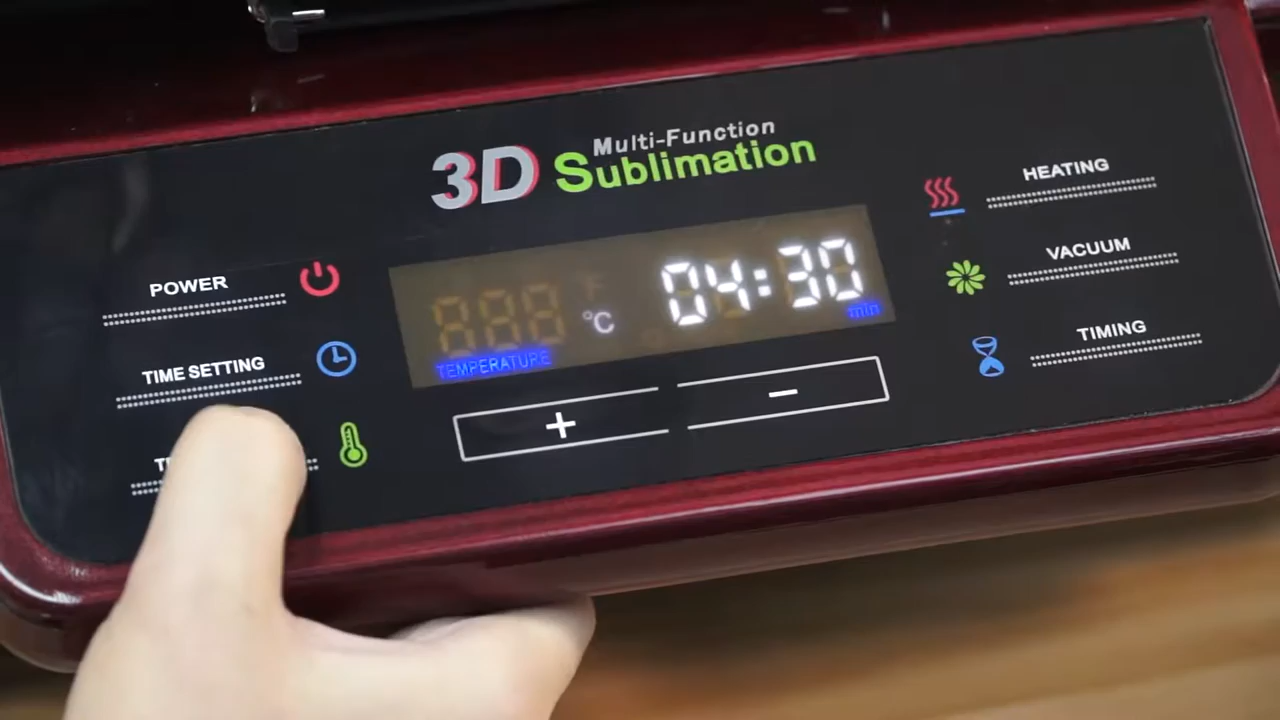 Multi-Function
3D Sublimation
POWER
TIME SETTING
TEMPERATURE
°C
04:30
min
+
-
HEATING
VACUUM
TIMING